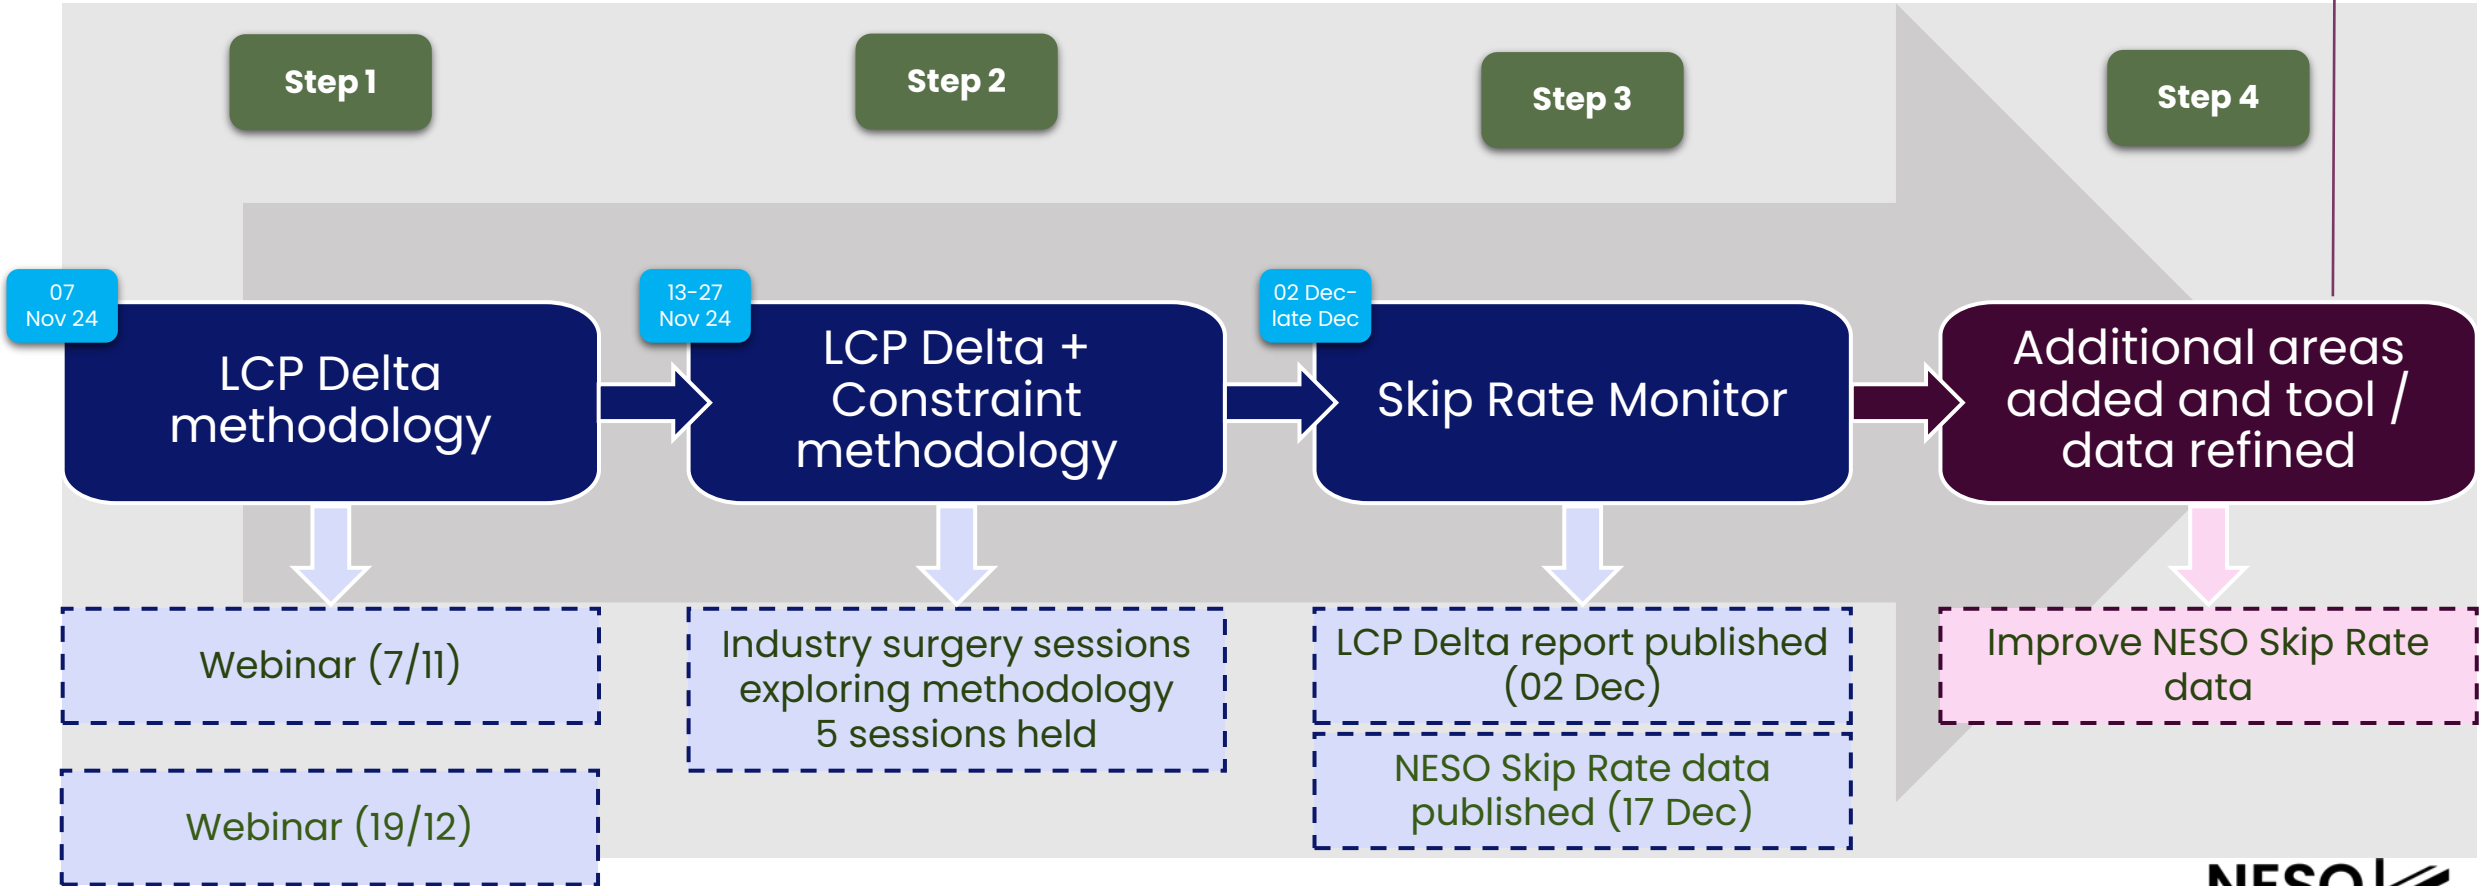 Step 1
Step 2
Step 3
Step 4
07
Nov 24
LCP Delta
methodology
13-27
Nov 24
LCP Delta +
Constraint
methodology
02 Dec-
late Dec
Skip Rate Monitor
Additional areas
added and tool /
data refined
Webinar (7/11)
Webinar (19/12)
Industry surgery sessions
exploring methodology
5 sessions held
LCP Delta report published
(02 Dec)
NESO Skip Rate data
published (17 Dec)
Improve NESO Skip Rate
data
NESO